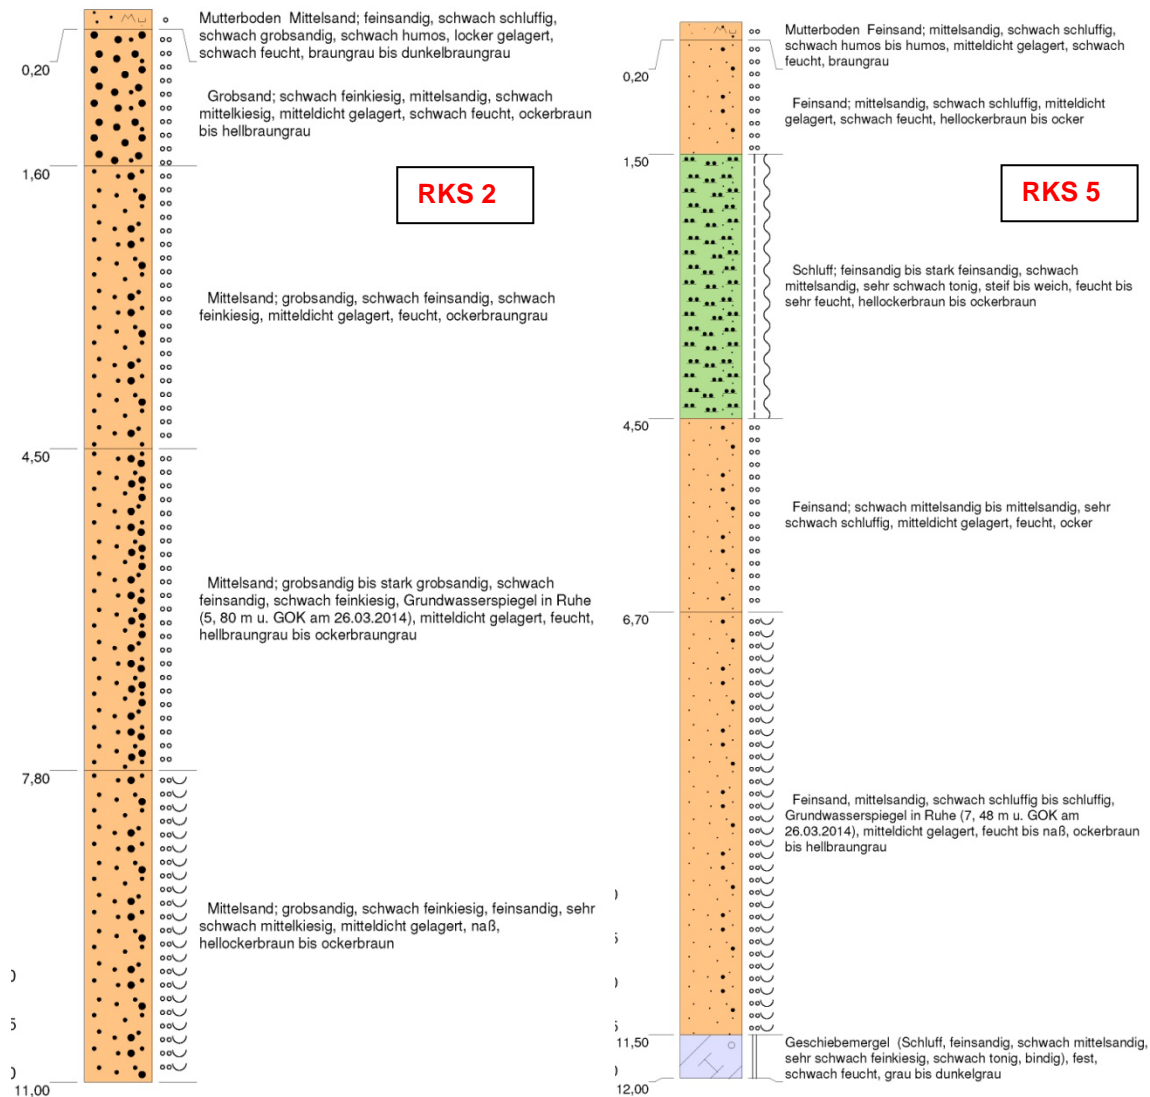 Mutterboden Mittelsand; feinsandig, schwach schluffig,
schwach grobsandig, schwach humos, locker gelagert,
schwach feucht, braungrau bis dunkelbraungrau
0,20
Grobsand; schwach feinkiesig, mittelsandig, schwach
mittelkiesig, mitteldicht gelagert, schwach feucht, ockerbraun
bis hellbraungrau
1,60
RKS 2
Mittelsand; grobsandig, schwach feinsandig, schwach
feinkiesig, mitteldicht gelagert, feucht, ockerbraungrau
4,50
Mittelsand; grobsandig bis stark grobsandig, schwach
feinsandig, schwach feinkiesig, Grundwasserspiegel in Ruhe
(5, 80 m u. GOK am 26.03.2014), mitteldicht gelagert, feucht,
hellbraungrau bis ockerbraungrau
7,80
Mittelsand; grobsandig, schwach feinkiesig, feinsandig, sehr
schwach mittelkiesig, mitteldicht gelagert, naß,
hellockerbraun bis ockerbraun
11,00
Mutterboden Feinsand; mittelsandig, schwach schluffig,
schwach humos bis humos, mitteldicht gelagert, schwach
feucht, braungrau
0,20
Feinsand; mittelsandig, schwach schluffig, mitteldicht
gelagert, schwach feucht, hellockerbraun bis ocker
1,50
RKS 5
Schluff; feinsandig bis stark feinsandig, schwach
mittelsandig, sehr schwach tonig, steif bis weich, feucht bis
sehr feucht, hellockerbraun bis ockerbraun
4,50
Feinsand; schwach mittelsandig bis mittelsandig, sehr
schwach schluffig, mitteldicht gelagert, feucht, ocker
6,70
Feinsand, mittelsandig, schwach schluffig bis schluffig,
Grundwasserspiegel in Ruhe (7, 48 m u. GOK am
26.03.2014), mitteldicht gelagert, feucht bis naß, ockerbraun
bis hellbraungrau
11,50
Geschiebemergel (Schluff, feinsandig, schwach mittelsandig,
sehr schwach feinkiesig, schwach tonig, bindig), fest,
schwach feucht, grau bis dunkelgrau
12,00